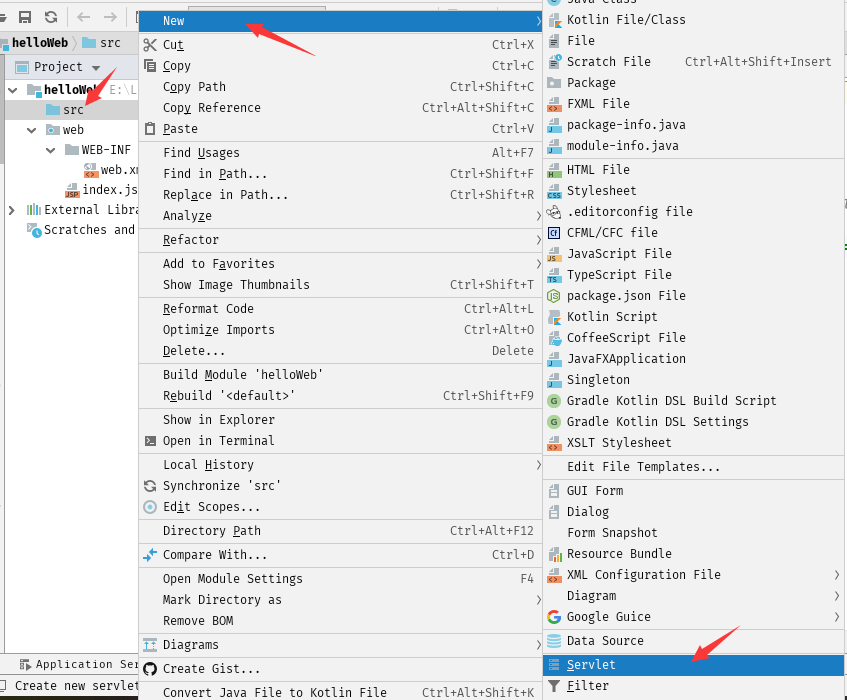 helloWeb
src
Project
helloWeb E:\L
src
web
WEB-INF
web.xm
index.js
External Libra
Scratches and
Application Ser
Create new servlet
New
Cut Ctrl+X
Copy Ctrl+C
Copy Path Ctrl+Shift+C
Copy Reference Ctrl+Alt+Shift+C
Paste Ctrl+V
Find Usages Alt+F7
Find in Path... Ctrl+Shift+F
Replace in Path... Ctrl+Shift+R
Analyze
Refactor
Add to Favorites
Show Image Thumbnails Ctrl+Shift+T
Reformat Code Ctrl+Alt+L
Optimize Imports Ctrl+Alt+O
Delete... Delete
Build Module 'helloWeb'
Rebuild '<default>' Ctrl+Shift+F9
Show in Explorer
Open in Terminal
Local History
Synchronize 'src'
Edit Scopes...
Directory Path Ctrl+Alt+F12
Compare With... Ctrl+D
Open Module Settings F4
Mark Directory as
Remove BOM
Diagrams
Create Gist...
Convert Java File to Kotlin File Ctrl+Alt+Shift+K
Java Class
Kotlin File/Class
File
Scratch File Ctrl+Alt+Shift+Insert
Package
FXML File
package-info.java
module-info.java
HTML File
Stylesheet
.editorconfig file
CFML/CFC file
JavaScript File
TypeScript File
package.json File
Kotlin Script
CoffeeScript File
JavaFXApplication
Singleton
Gradle Kotlin DSL Build Script
Gradle Kotlin DSL Settings
XSLT Stylesheet
Edit File Templates...
GUI Form
Dialog
Form Snapshot
Resource Bundle
XML Configuration File
Diagram
Google Guice
Data Source
Servlet
Filter